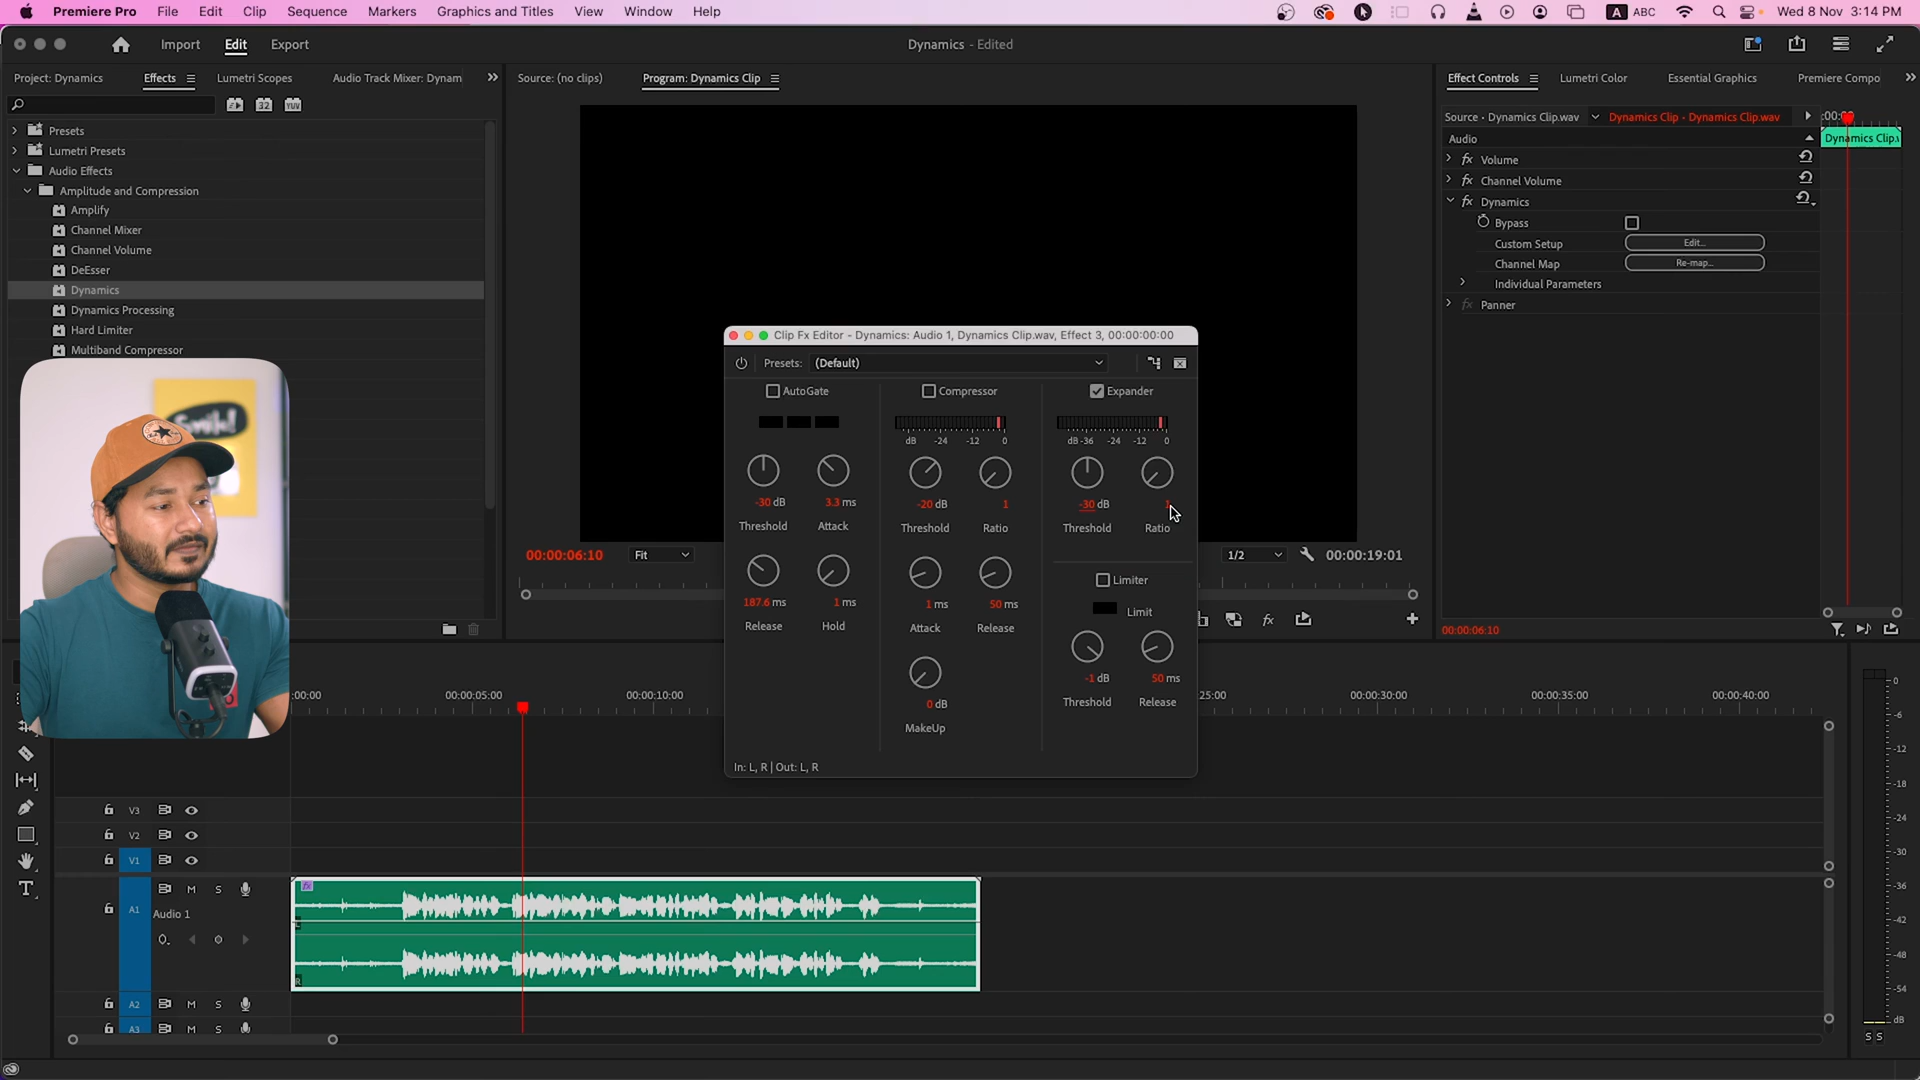 Premiere Pro File Edit Clip Sequence Markers Graphics and Titles View Window Help A ABC Wed 8 Nov 3:14 PM
Import Edit Export Dynamics - Edited
Project: Dynamics Effects Lumetri Scopes Audio Track Mixer: Dynam
Source: (no clips) Program: Dynamics Clip
Effect Controls Lumetri Color Essential Graphics Premiere Compo
32 YUV
Presets
Lumetri Presets
Audio Effects
Amplitude and Compression
Amplify
Channel Mixer
Channel Volume
DeEsser
Dynamics
Dynamics Processing
Hard Limiter
Multiband Compressor
Smile!
Source • Dynamics Clip.wav Dynamics Clip - Dynamics Clip.wav :00:00
Audio Dynamics Clip.
fx Volume
fx Channel Volume
fx Dynamics
Bypass
Custom Setup Edit...
Channel Map Re-map...
Individual Parameters
fx Panner
00:00:06:10
Clip Fx Editor - Dynamics: Audio 1, Dynamics Clip.wav, Effect 3, 00:00:00:00
Presets: (Default)
AutoGate Compressor Expander
dB -24 -12 0 dB -36 -24 -12 0
-30 dB 3.3 ms -20 dB 1 -30 dB 1
Threshold Attack Threshold Ratio Threshold Ratio
Limiter
187.6 ms 1 ms 1 ms 50 ms Limit
Release Hold Attack Release
-1 dB 50 ms
Threshold Release
0 dB
MakeUp
In: L, R | Out: L, R
00:00:06:10 Fit 1/2 00:00:19:01
fx
:00:00 00:00:05:00 00:00:10:00 25:00 00:00:30:00 00:00:35:00 00:00:40:00
V3
V2
V1
A1 M S
Audio 1
fx
L
R
A2 M S
A3 M S
0
-6
-12
-18
-24
-30
-36
-42
-48
-54
dB
S S